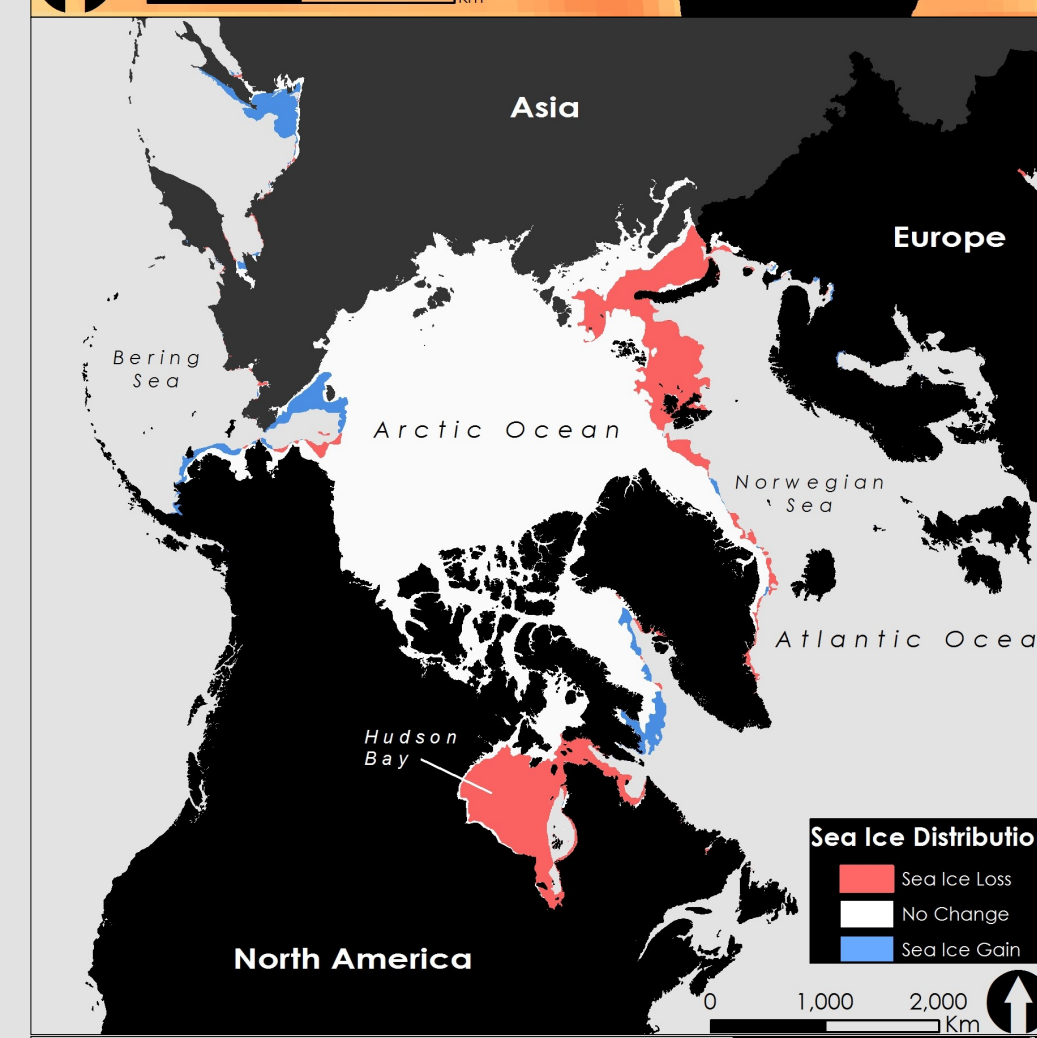 Km
Asia
Europe
Bering
Sea
Arctic Ocean
Norwegian
Sea
Atlantic Ocea
Hudson
Bay
Sea Ice Distributio
Sea Ice Loss
No Change
Sea Ice Gain
North America
0 1,000 2,000
Km